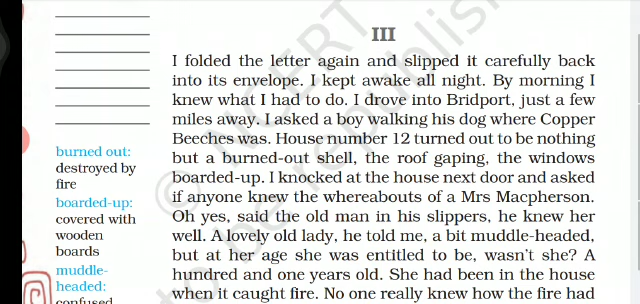 III
I folded the letter again and slipped it carefully back
into its envelope. I kept awake all night. By morning I
knew what I had to do. I drove into Bridport, just a few
miles away. I asked a boy walking his dog where Copper
Beeches was. House number 12 turned out to be nothing
but a burned-out shell, the roof gaping, the windows
boarded-up. I knocked at the house next door and asked
if anyone knew the whereabouts of a Mrs Macpherson.
Oh yes, said the old man in his slippers, he knew her
well. A lovely old lady, he told me, a bit muddle-headed,
but at her age she was entitled to be, wasn't she? A
hundred and one years old. She had been in the house
when it caught fire. No one really knew how the fire had
burned out:
destroyed by
fire
boarded-up:
covered with
wooden
boards
muddle-
headed:
confused
© NCERT
to be republish